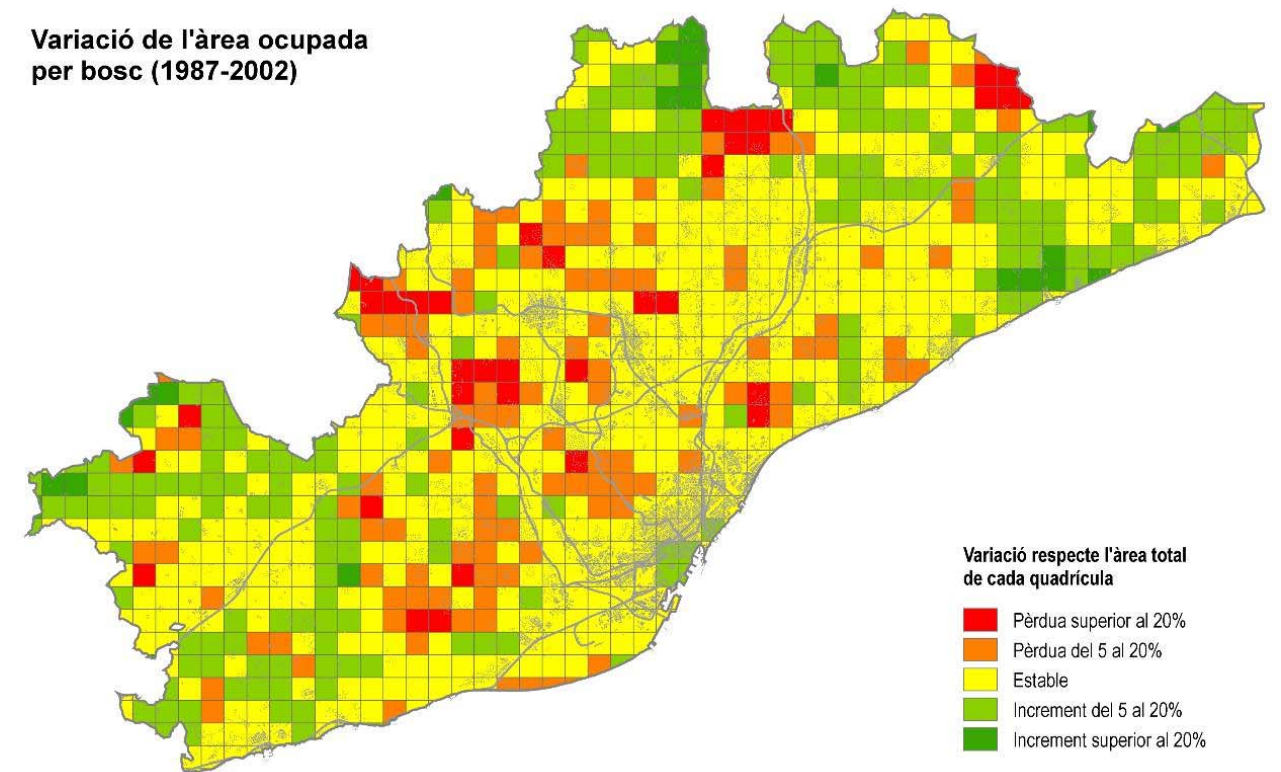 Variació de l'àrea ocupada
per bosc (1987-2002)
Variació respecte l'àrea total
de cada quadrícula
Pèrdua superior al 20%
Pèrdua del 5 al 20%
Estable
Increment del 5 al 20%
Increment superior al 20%